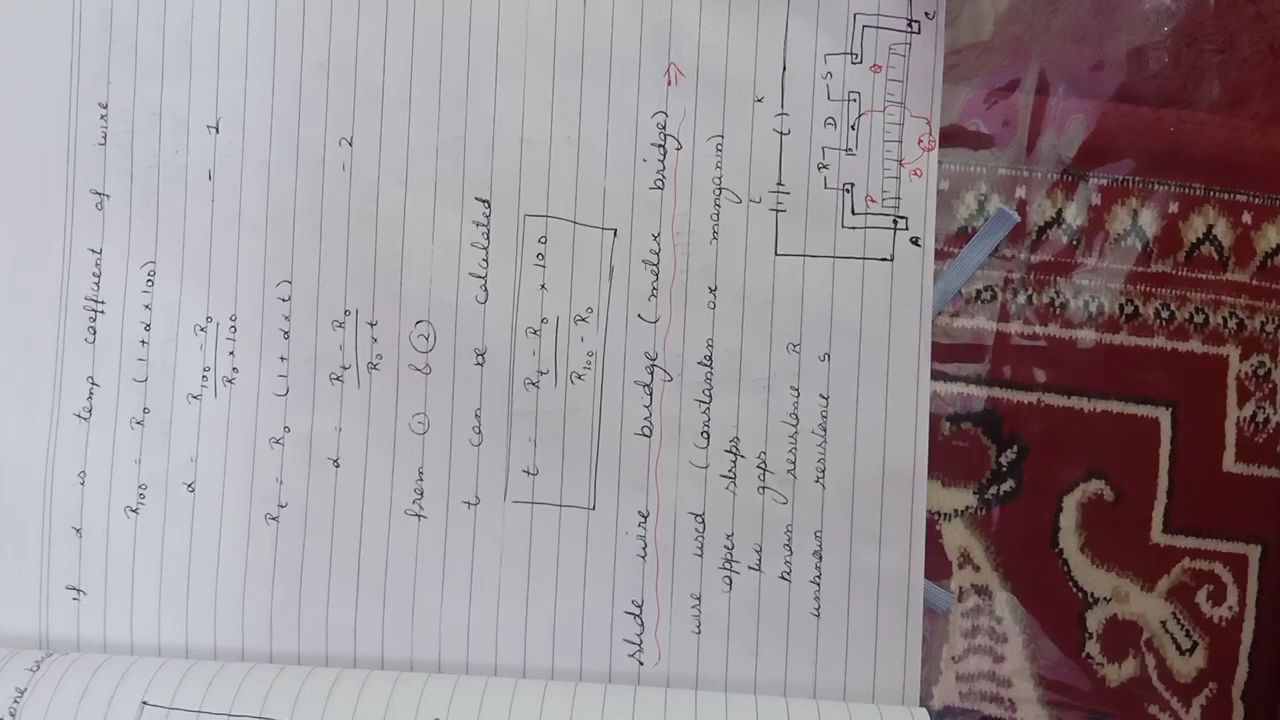 if α is temp coefficent of wire
R₁₀₀ = R₀ (1 + α × 100)
α = R₁₀₀ - R₀ / R₀ × 100 - 1
Rₜ = R₀ (1 + α × t)
α = Rₜ - R₀ / R₀ × t - 2
from ① & ②
t can be calculated
t = Rₜ - R₀ / R₁₀₀ - R₀ × 100
slide wire bridge (meter bridge) ⇒
wire used (constantan or manganin)
copper strips
two gaps
known resistance R
unknown resistance S
E K
R D S
P Q
A B G C